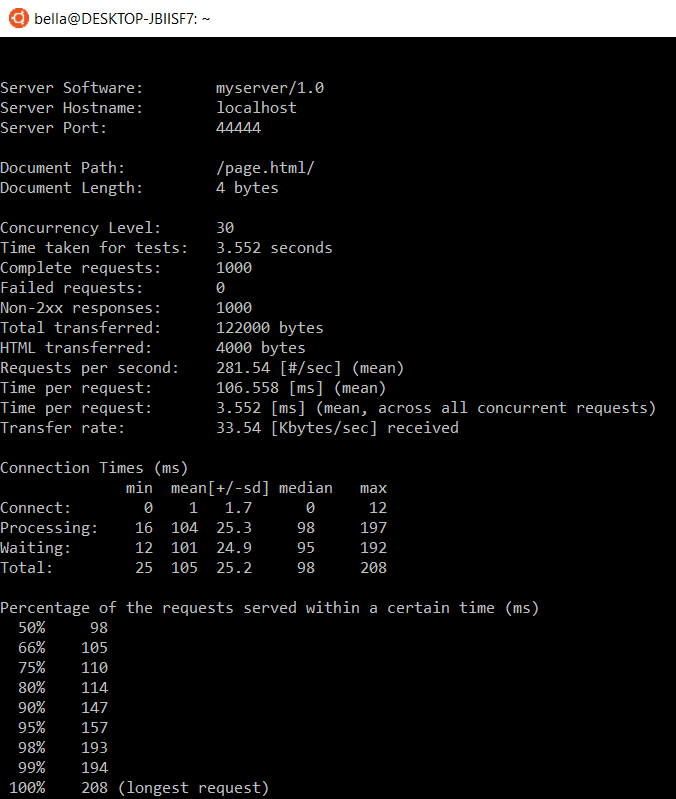 bella@DESKTOP-JBIISF7: ~
Server Software:        myserver/1.0
Server Hostname:        localhost
Server Port:            44444
Document Path:          /page.html/
Document Length:        4 bytes
Concurrency Level:      30
Time taken for tests:   3.552 seconds
Complete requests:      1000
Failed requests:        0
Non-2xx responses:      1000
Total transferred:      122000 bytes
HTML transferred:       4000 bytes
Requests per second:    281.54 [#/sec] (mean)
Time per request:       106.558 [ms] (mean)
Time per request:       3.552 [ms] (mean, across all concurrent requests)
Transfer rate:          33.54 [Kbytes/sec] received
Connection Times (ms)
              min  mean[+/-sd] median   max
Connect:        0    1   1.7      0      12
Processing:    16  104  25.3     98     197
Waiting:       12  101  24.9     95     192
Total:         25  105  25.2     98     208
Percentage of the requests served within a certain time (ms)
  50%     98
  66%    105
  75%    110
  80%    114
  90%    147
  95%    157
  98%    193
  99%    194
 100%    208 (longest request)